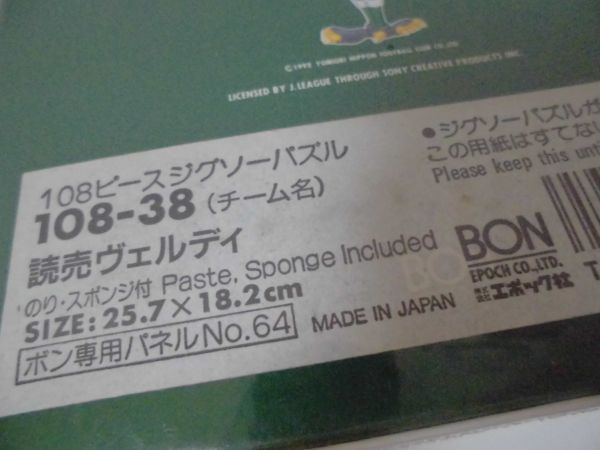 ©1992 YOMIURI NIPPON FOOTBALL CLUB CO.,LTD
LICENSED BY J.LEAGUE THROUGH SONY CREATIVE PRODUCTS INC.
108ピースジグソーパズル
108-38 (チーム名)
読売ヴェルディ
のり・スポンジ付 Paste, Sponge Included
SIZE: 25.7×18.2cm
ボン専用パネルNo.64
MADE IN JAPAN
●ジグソーパズルが
この用紙はすてない
Please keep this until
BON
EPOCH CO., LTD.
株式会社エポック社